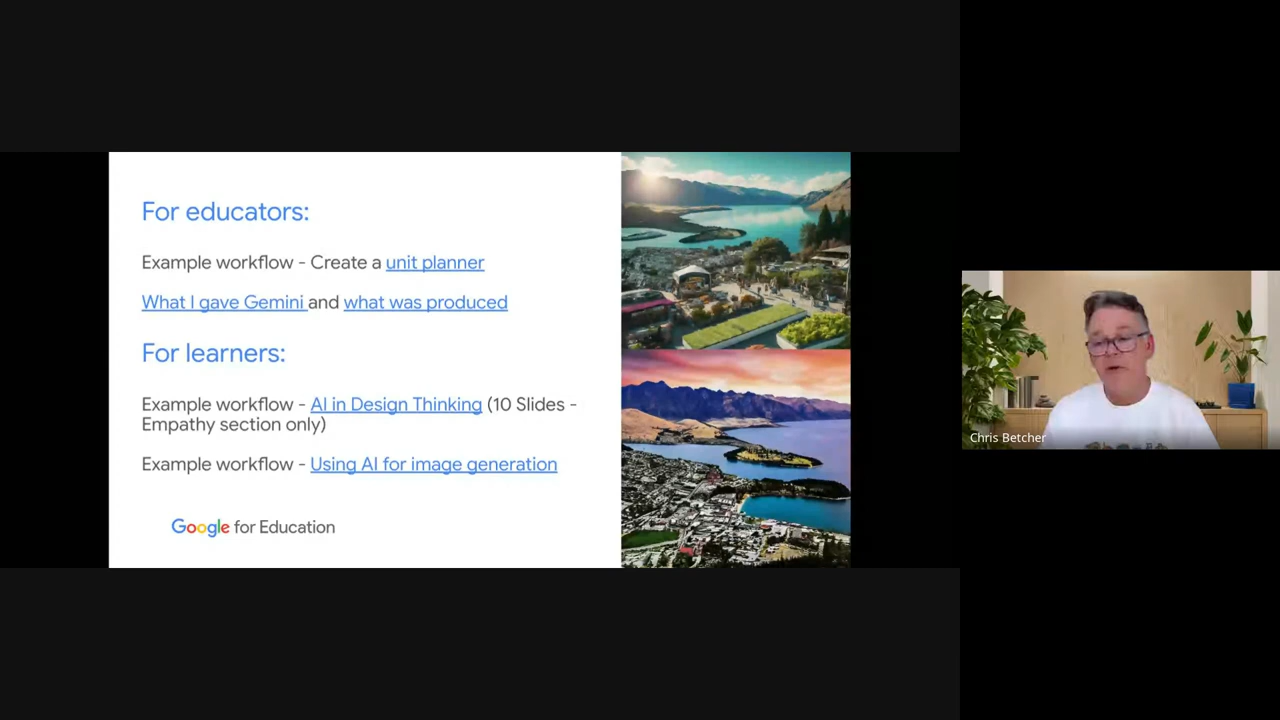 For educators:
Example workflow - Create a unit planner
What I gave Gemini and what was produced
For learners:
Example workflow - AI in Design Thinking (10 Slides -
Empathy section only)
Example workflow - Using AI for image generation
Google for Education
Chris Betcher